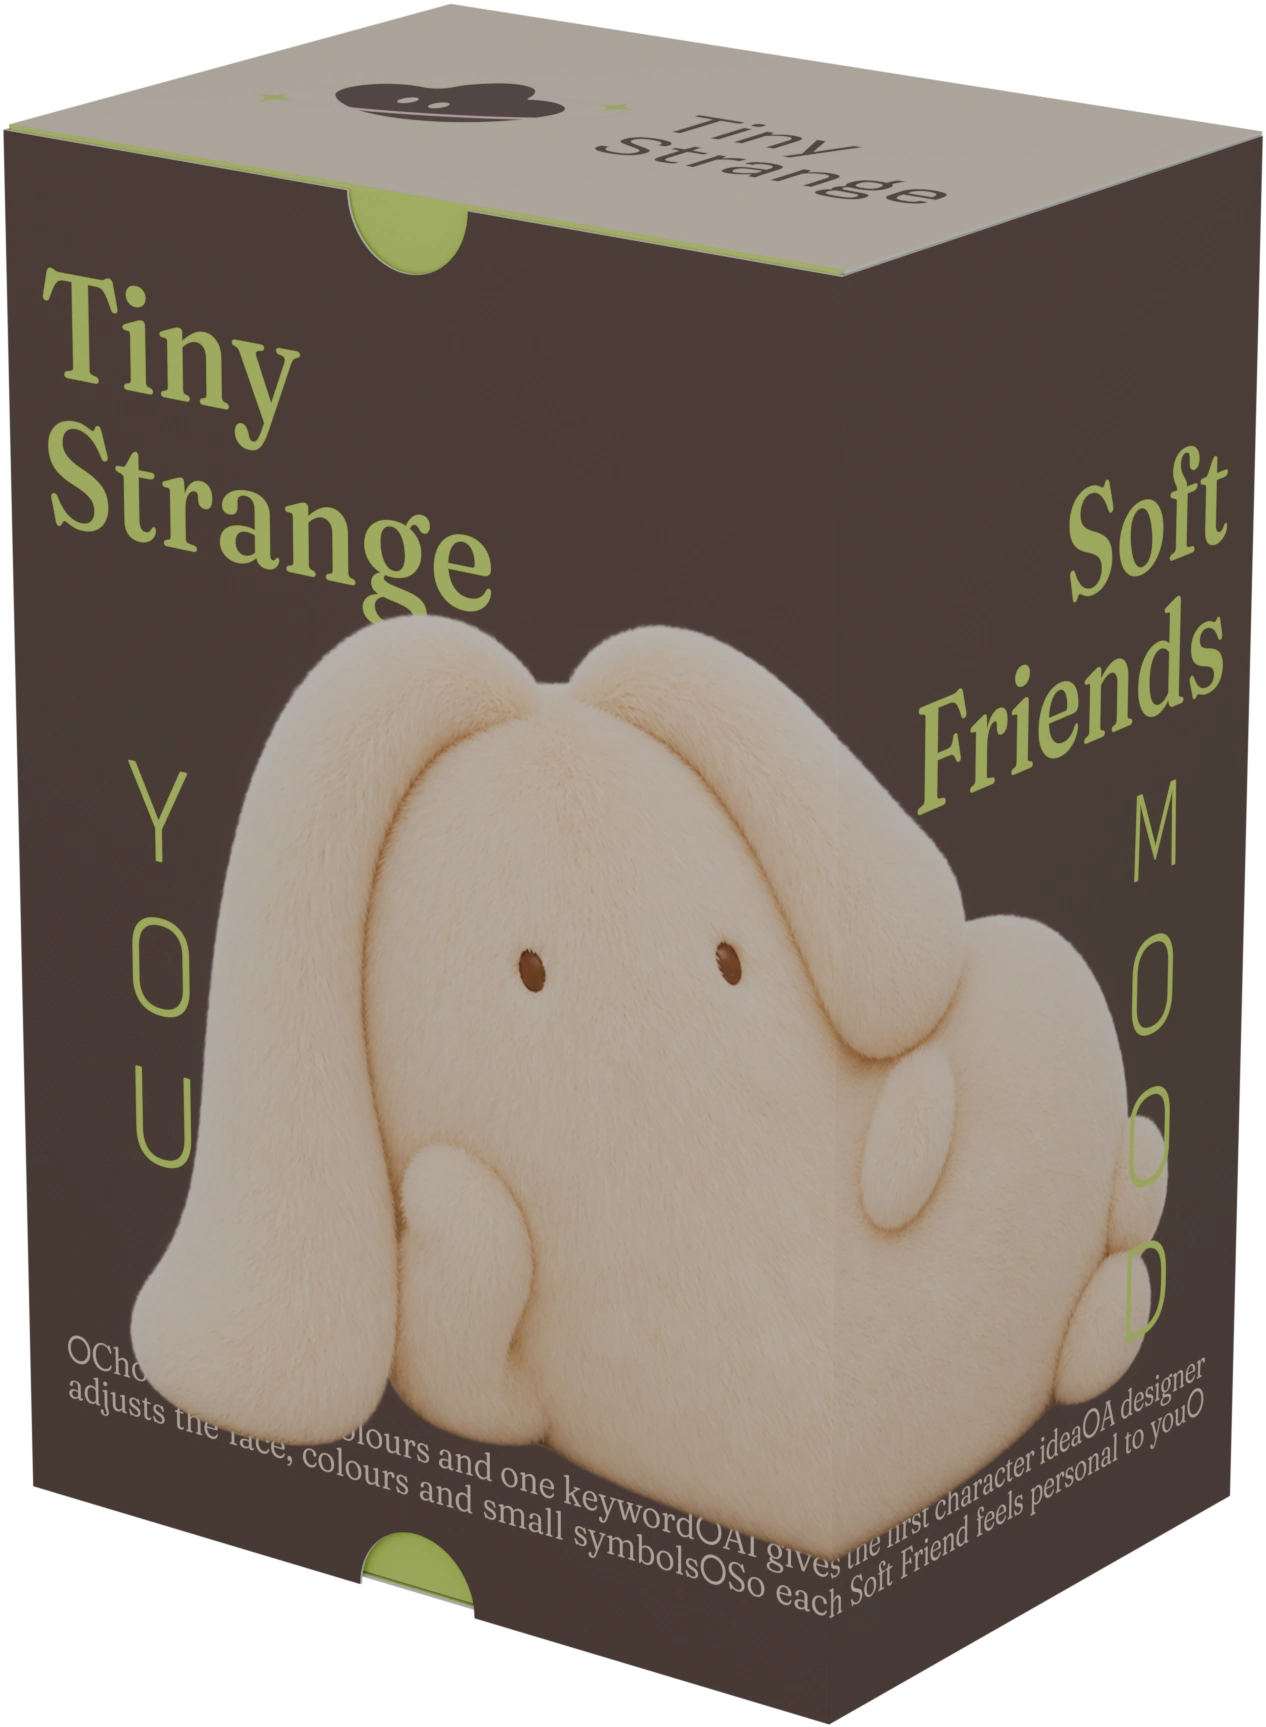 Tiny
Strange
Tiny
Strange
YOU
Soft
Friends
MOOD
colours and one keywordOAI gives the first character ideaOA designer
adjusts the face, colours and small symbolsOSo each Soft Friend feels personal to youO